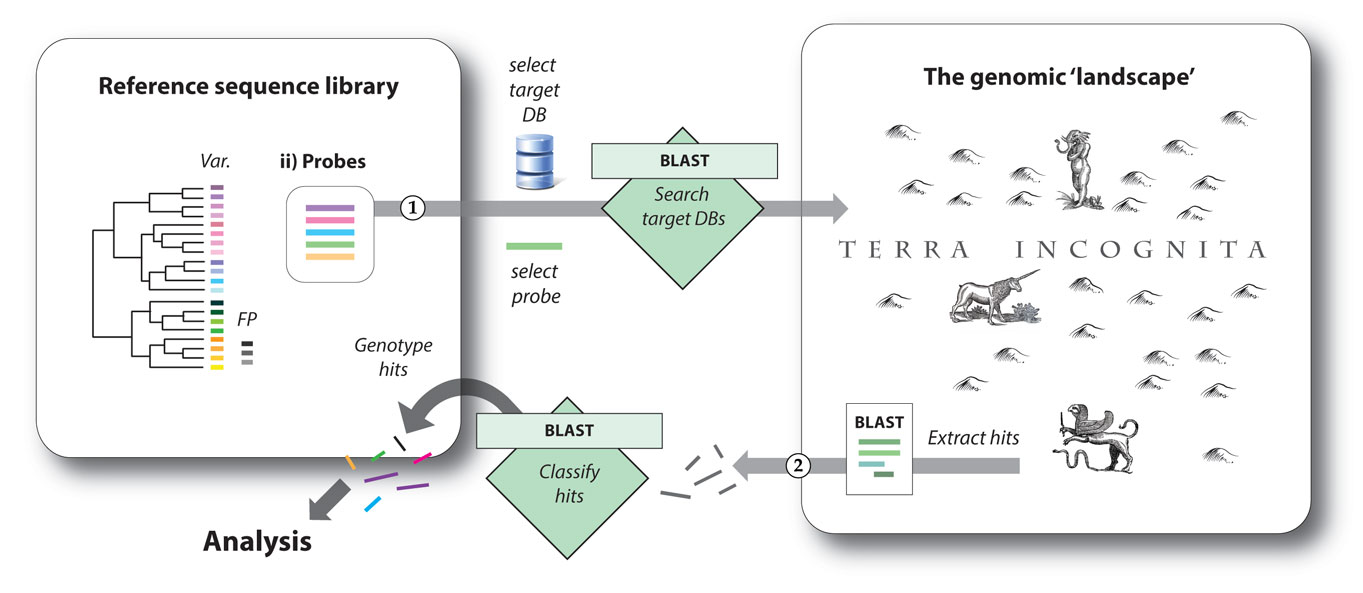 Reference sequence library
Var.
ii) Probes
FP
1
select
target
DB
BLAST
Search
target DBs
select
probe
The genomic ‘landscape’
TERRA INCOGNITA
BLAST
Extract hits
2
BLAST
Classify
hits
Genotype
hits
Analysis